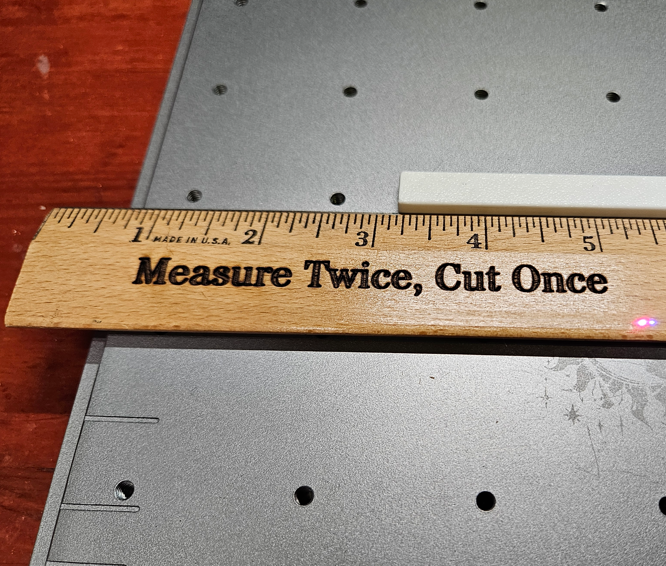 1 MADE IN U.S.A. 2 3 4 5
Measure Twice, Cut Once